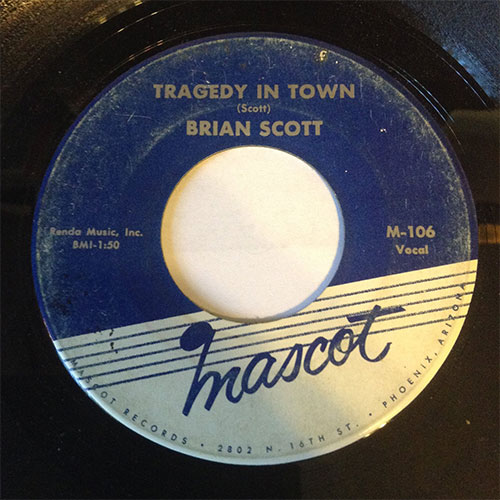 TRAGEDY IN TOWN
(Scott)
BRIAN SCOTT
Renda Music, Inc.
BMI-1:50
M-106
Vocal
mascot
MASCOT RECORDS • 2802 N. 16TH ST. • PHOENIX, ARIZONA